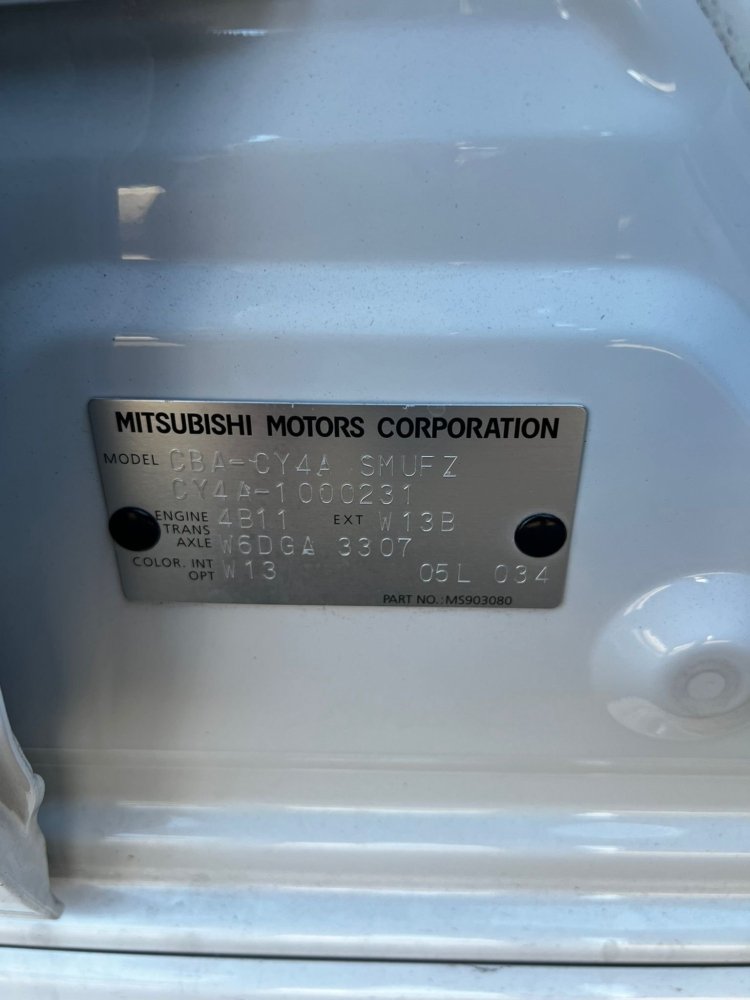 MITSUBISHI MOTORS CORPORATION
MODEL CBA-CY4A SMUFZ
CY4A-1000231
ENGINE 4B11 EXT W13B
TRANS
AXLE W6DGA 3307
COLOR. INT W13 05L 034
OPT
PART NO.:MS903080